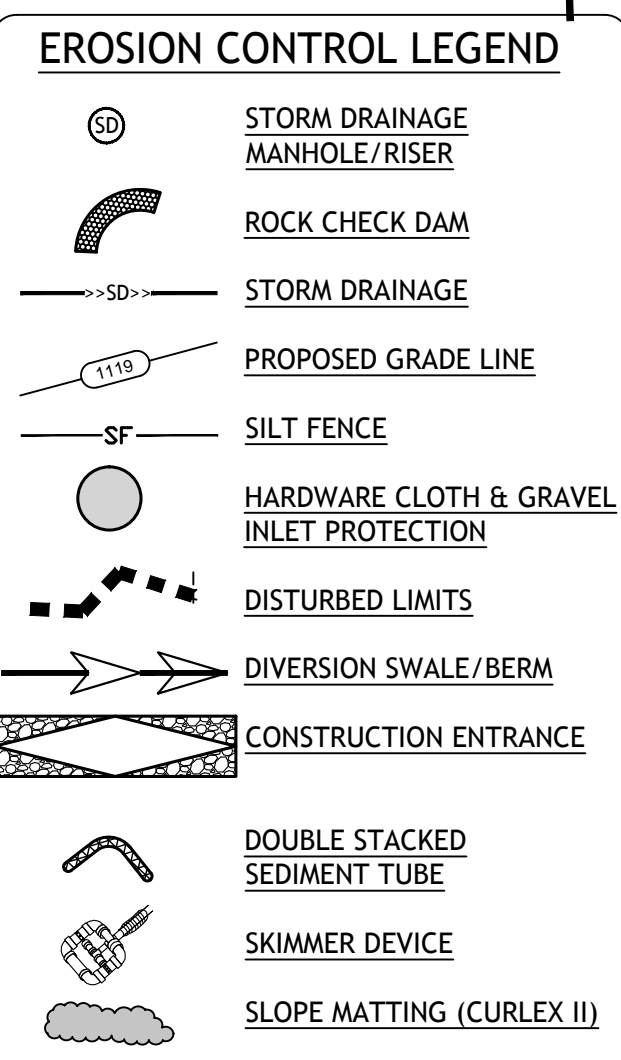 EROSION CONTROL LEGEND
SD
STORM DRAINAGE
MANHOLE/RISER
ROCK CHECK DAM
>>SD>>
STORM DRAINAGE
1119
PROPOSED GRADE LINE
SF
SILT FENCE
HARDWARE CLOTH & GRAVEL
INLET PROTECTION
DISTURBED LIMITS
DIVERSION SWALE/BERM
CONSTRUCTION ENTRANCE
DOUBLE STACKED
SEDIMENT TUBE
SKIMMER DEVICE
SLOPE MATTING (CURLEX II)